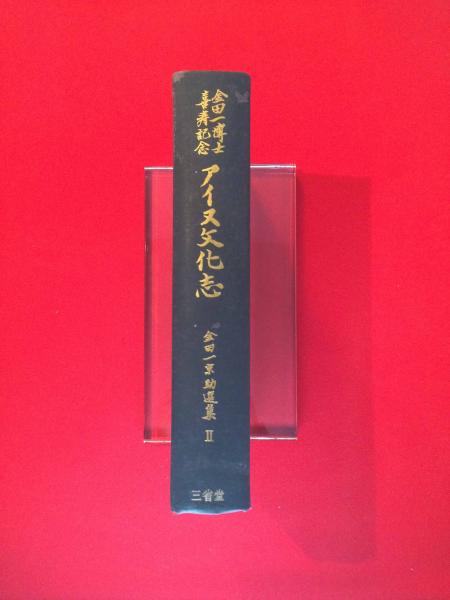 金田一博士
喜寿記念
アイヌ文化志
金田一京助選集 II
三省堂